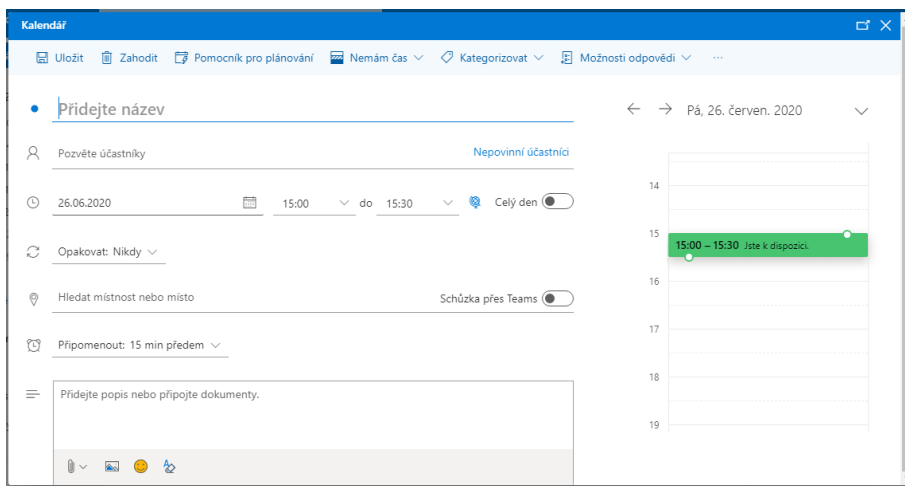 Kalendář
Uložit Zahodit Pomocník pro plánování Nemám čas Kategorizovat Možnosti odpovědi ...
Přidejte název
Pozvěte účastníky Nepovinní účastníci
26.06.2020 15:00 do 15:30 Celý den
Opakovat: Nikdy
Hledat místnost nebo místo Schůzka přes Teams
Připomenout: 15 min předem
Přidejte popis nebo připojte dokumenty.
Pá, 26. červen. 2020
14
15
15:00 – 15:30 Jste k dispozici.
16
17
18
19